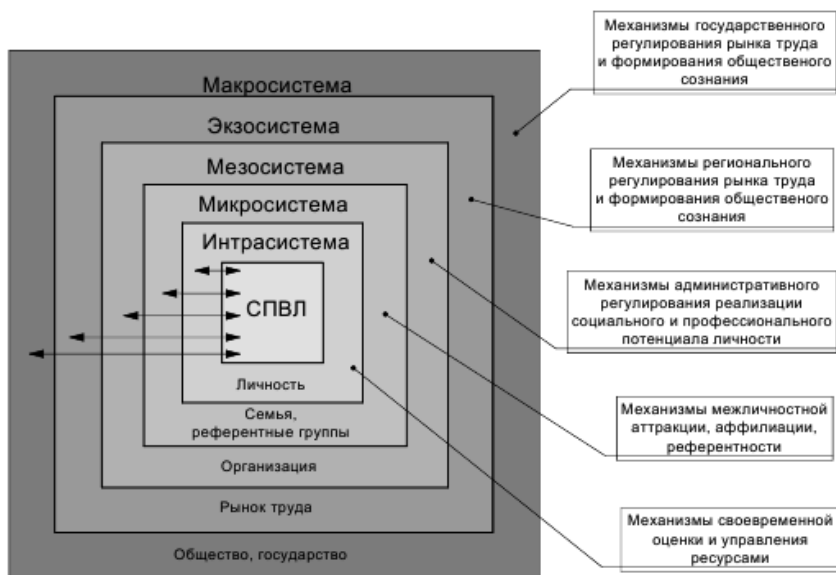 Макросистема
Экзосистема
Мезосистема
Микросистема
Интрасистема
СПВЛ
Личность
Семья,
референтные группы
Организация
Рынок труда
Общество, государство
Механизмы государственного
регулирования рынка труда
и формирования общественого
сознания
Механизмы регионального
регулирования рынка труда
и формирования общественого
сознания
Механизмы административного
регулирования реализации
социального и профессионального
потенциала личности
Механизмы межличностной
аттракции, аффилиации,
референтности
Механизмы своевременной
оценки и управления
ресурсами